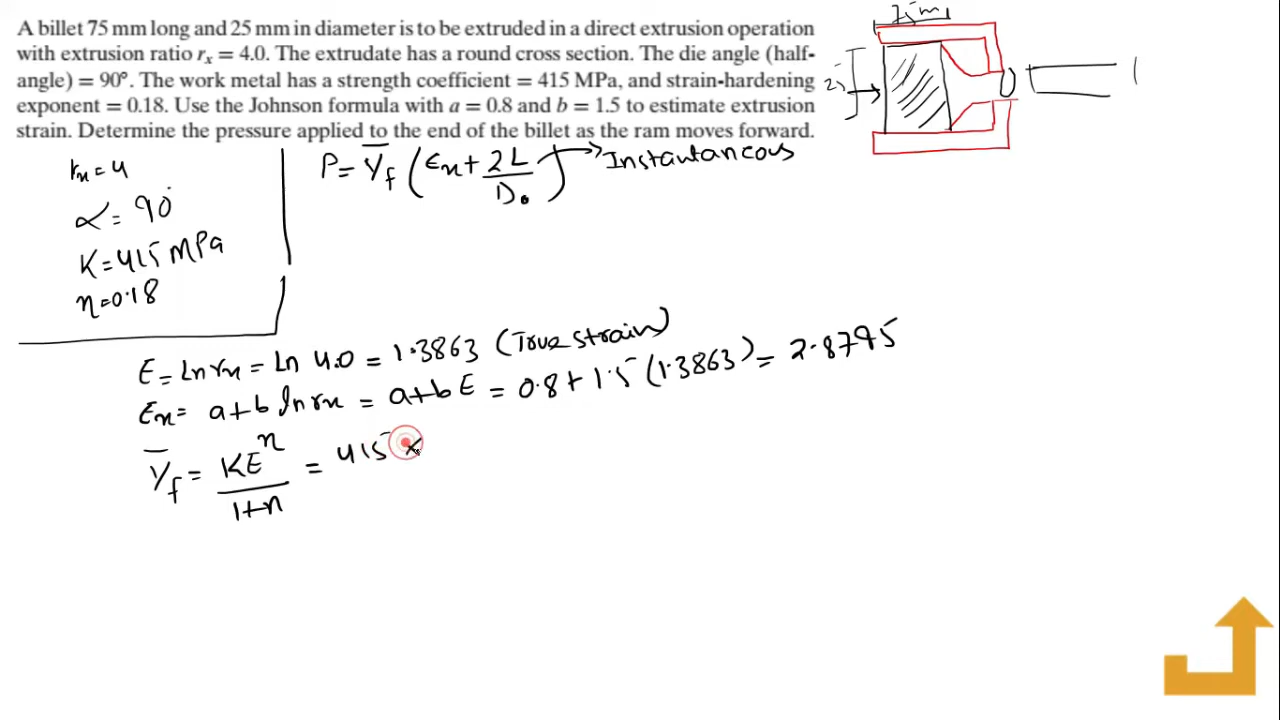 A billet 75 mm long and 25 mm in diameter is to be extruded in a direct extrusion operation
with extrusion ratio rₓ = 4.0. The extrudate has a round cross section. The die angle (half-
angle) = 90°. The work metal has a strength coefficient = 415 MPa, and strain-hardening
exponent = 0.18. Use the Johnson formula with a = 0.8 and b = 1.5 to estimate extrusion
strain. Determine the pressure applied to the end of the billet as the ram moves forward.
75 m
25
rₓ = 4
α = 90°
K = 415 MPa
n = 0.18
P = Ȳf (Ɛx + 2L/D₀) → Instantaneous
Ɛ = Ln rx = Ln 4.0 = 1.3863 (True strain)
Ɛx = a+b ln rx = a+b Ɛ = 0.8 + 1.5 (1.3863) = 2.8795
Ȳf = KƐⁿ/1+n = 415 ×